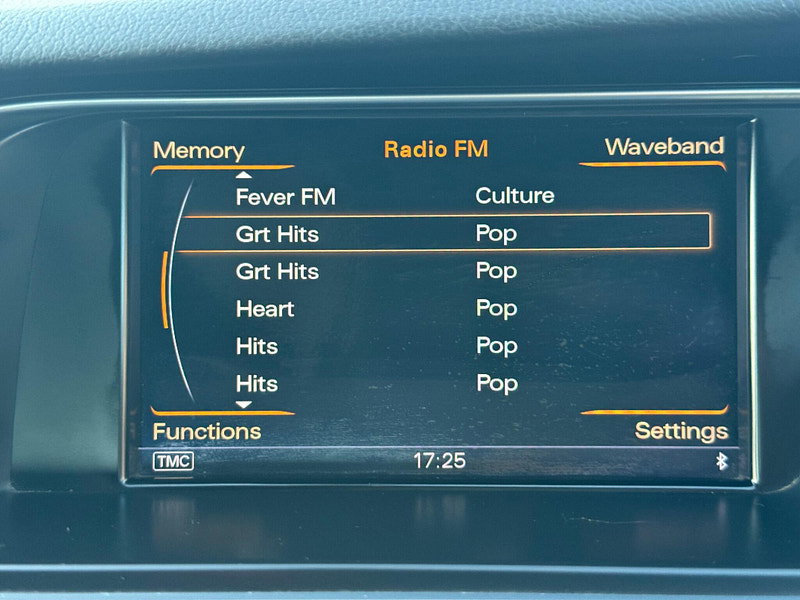 Memory Radio FM Waveband
Fever FM Culture
Grt Hits Pop
Grt Hits Pop
Heart Pop
Hits Pop
Hits Pop
Functions Settings
TMC 17:25